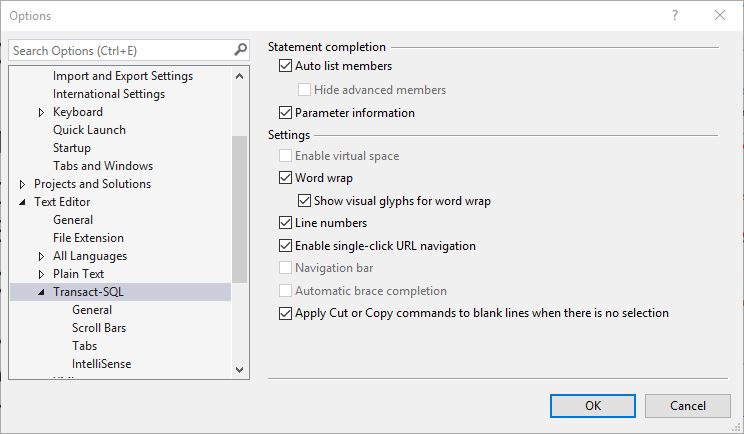 Options
Search Options (Ctrl+E)
Import and Export Settings
International Settings
Keyboard
Quick Launch
Startup
Tabs and Windows
Projects and Solutions
Text Editor
General
File Extension
All Languages
Plain Text
Transact-SQL
General
Scroll Bars
Tabs
IntelliSense
Statement completion
Auto list members
Hide advanced members
Parameter information
Settings
Enable virtual space
Word wrap
Show visual glyphs for word wrap
Line numbers
Enable single-click URL navigation
Navigation bar
Automatic brace completion
Apply Cut or Copy commands to blank lines when there is no selection
OK
Cancel